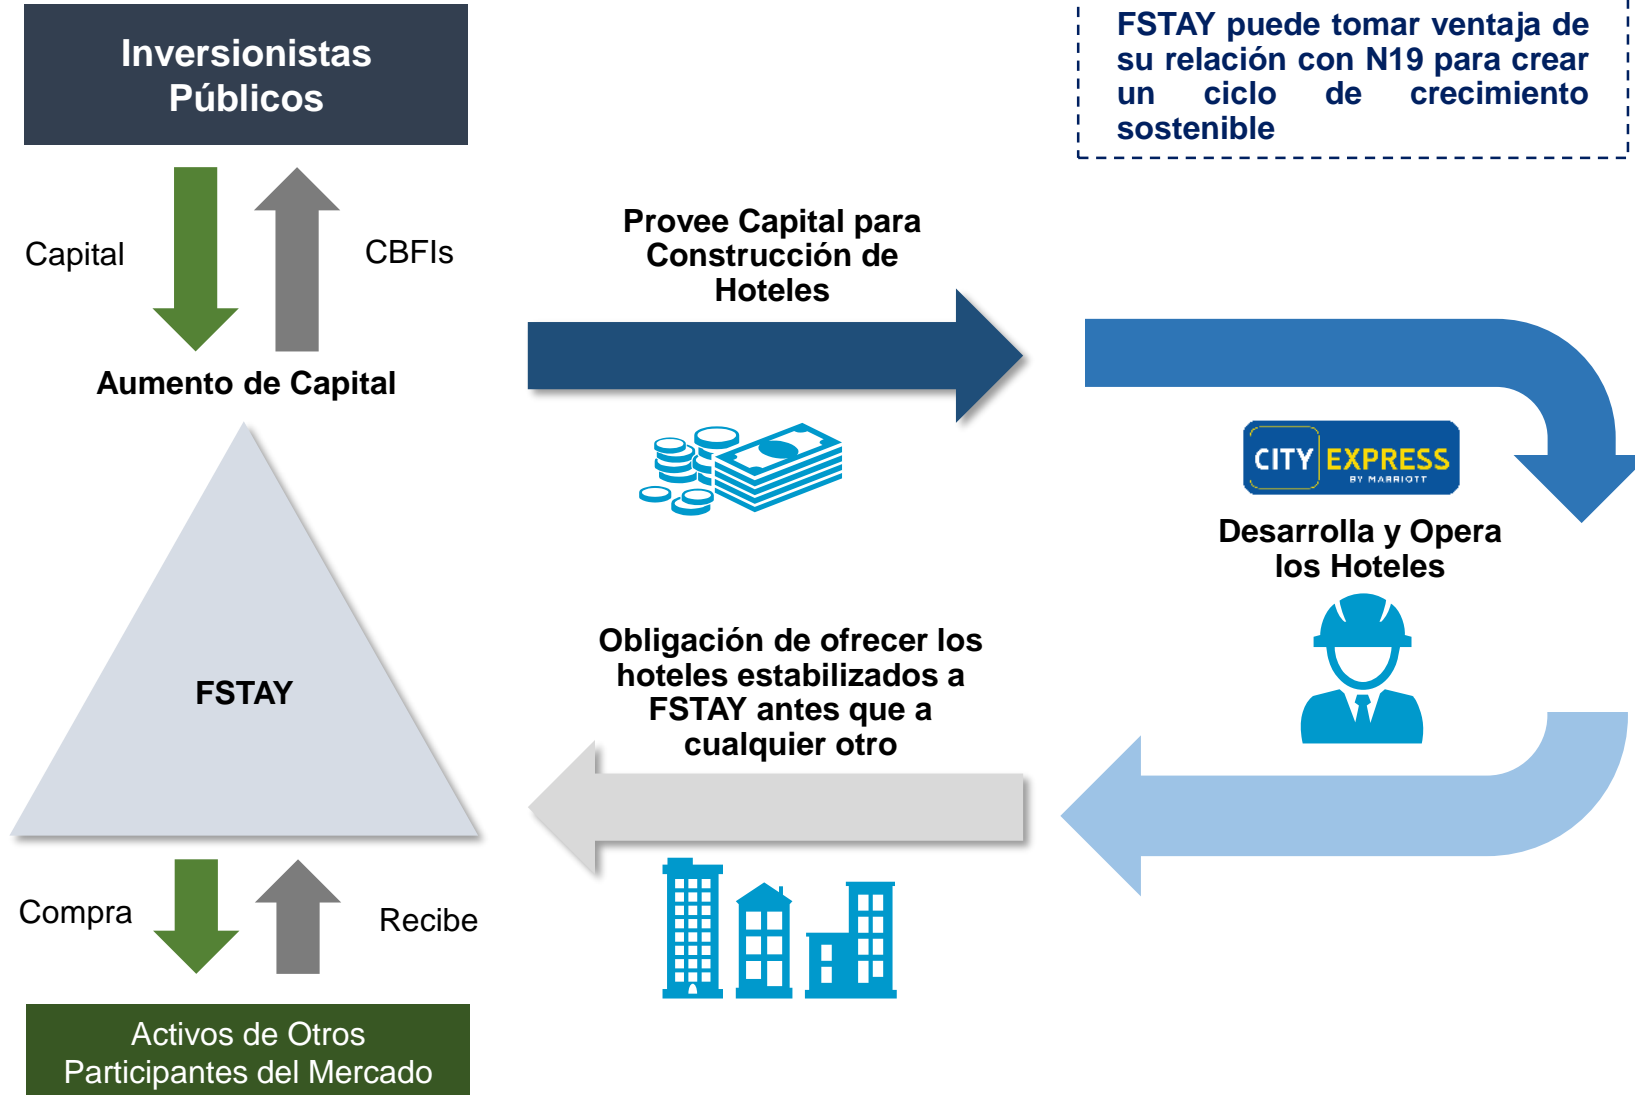 Inversionistas
Públicos
FSTAY puede tomar ventaja de
su relación con N19 para crear
un ciclo de crecimiento
sostenible
Capital
CBFIs
Aumento de Capital
Provee Capital para
Construcción de
Hoteles
CITY EXPRESS
BY MARRIOTT
Desarrolla y Opera
los Hoteles
FSTAY
Obligación de ofrecer los
hoteles estabilizados a
FSTAY antes que a
cualquier otro
Compra
Recibe
Activos de Otros
Participantes del Mercado